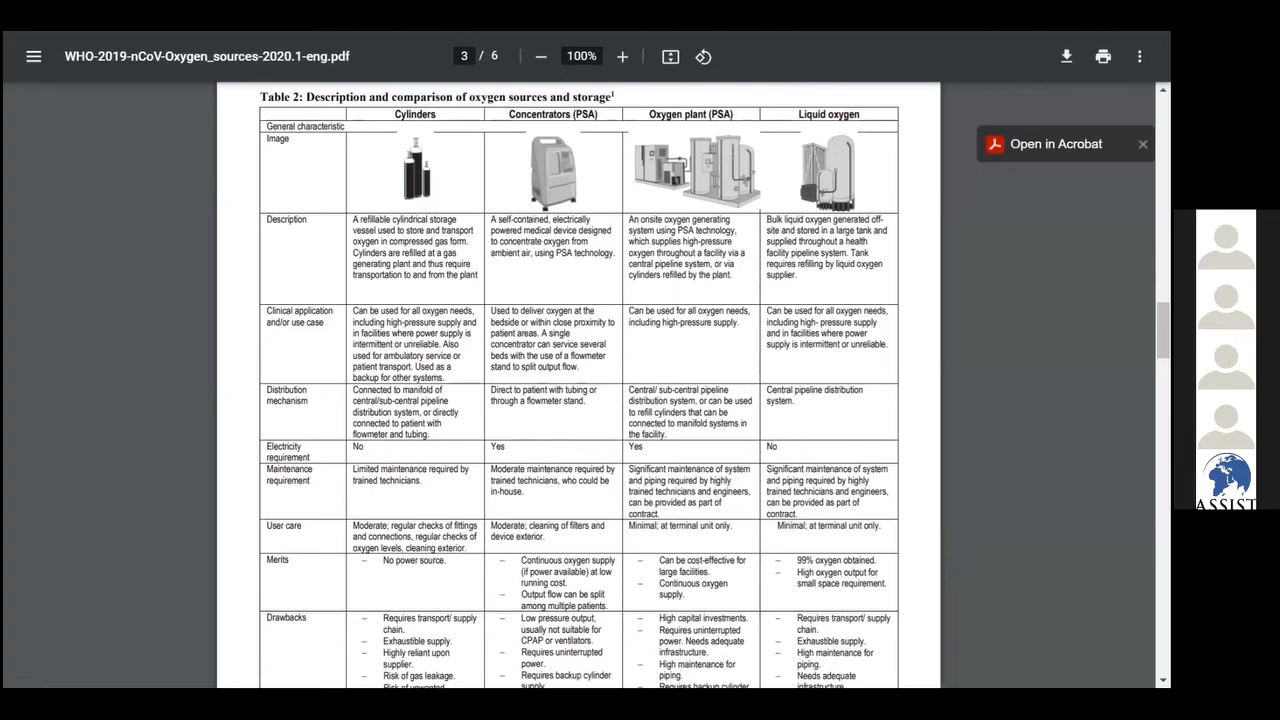 WHO-2019-nCoV-Oxygen_sources-2020.1-eng.pdf
3 / 6
100%
Open in Acrobat
Table 2: Description and comparison of oxygen sources and storage1
Cylinders
Concentrators (PSA)
Oxygen plant (PSA)
Liquid oxygen
General characteristic
Image
Description
A refillable cylindrical storage
vessel used to store and transport
oxygen in compressed gas form.
Cylinders are refilled at a gas
generating plant and thus require
transportation to and from the plant
A self-contained, electrically
powered medical device designed
to concentrate oxygen from
ambient air, using PSA technology.
An onsite oxygen generating
system using PSA technology,
which supplies high-pressure
oxygen throughout a facility via a
central pipeline system, or via
cylinders refilled by the plant.
Bulk liquid oxygen generated off-
site and stored in a large tank and
supplied throughout a health
facility pipeline system. Tank
requires refilling by liquid oxygen
supplier.
Clinical application
and/or use case
Can be used for all oxygen needs,
including high-pressure supply and
in facilities where power supply is
intermittent or unreliable. Also
used for ambulatory service or
patient transport. Used as a
backup for other systems.
Used to deliver oxygen at the
bedside or within close proximity to
patient areas. A single
concentrator can service several
beds with the use of a flowmeter
stand to split output flow.
Can be used for all oxygen needs,
including high-pressure supply.
Can be used for all oxygen needs,
including high- pressure supply
and in facilities where power
supply is intermittent or unreliable.
Distribution
mechanism
Connected to manifold of
central/sub-central pipeline
distribution system, or directly
connected to patient with
flowmeter and tubing.
Direct to patient with tubing or
through a flowmeter stand.
Central/ sub-central pipeline
distribution system, or can be used
to refill cylinders that can be
connected to manifold systems in
the facility.
Central pipeline distribution
system.
Electricity
requirement
No
Yes
Yes
No
Maintenance
requirement
Limited maintenance required by
trained technicians.
Moderate maintenance required by
trained technicians, who could be
in-house.
Significant maintenance of system
and piping required by highly
trained technicians and engineers,
can be provided as part of
contract.
Significant maintenance of system
and piping required by highly
trained technicians and engineers,
can be provided as part of
contract.
User care
Moderate; regular checks of fittings
and connections, regular checks of
oxygen levels, cleaning exterior.
Moderate; cleaning of filters and
device exterior.
Minimal; at terminal unit only.
Minimal; at terminal unit only.
Merits
– No power source.
– Continuous oxygen supply
(if power available) at low
running cost.
– Output flow can be split
among multiple patients.
– Can be cost-effective for
large facilities.
– Continuous oxygen
supply.
– 99% oxygen obtained.
– High oxygen output for
small space requirement.
Drawbacks
– Requires transport/ supply
chain.
– Exhaustible supply.
– Highly reliant upon
supplier.
– Risk of gas leakage.
– Risk of unwanted
– Low pressure output,
usually not suitable for
CPAP or ventilators.
– Requires uninterrupted
power.
– Requires backup cylinder
supply.
– High capital investments.
– Requires uninterrupted
power. Needs adequate
infrastructure.
– High maintenance for
piping.
– Requires backup cylinder
– Requires transport/ supply
chain.
– Exhaustible supply.
– High maintenance for
piping.
– Needs adequate
infrastructure.
ASSIST